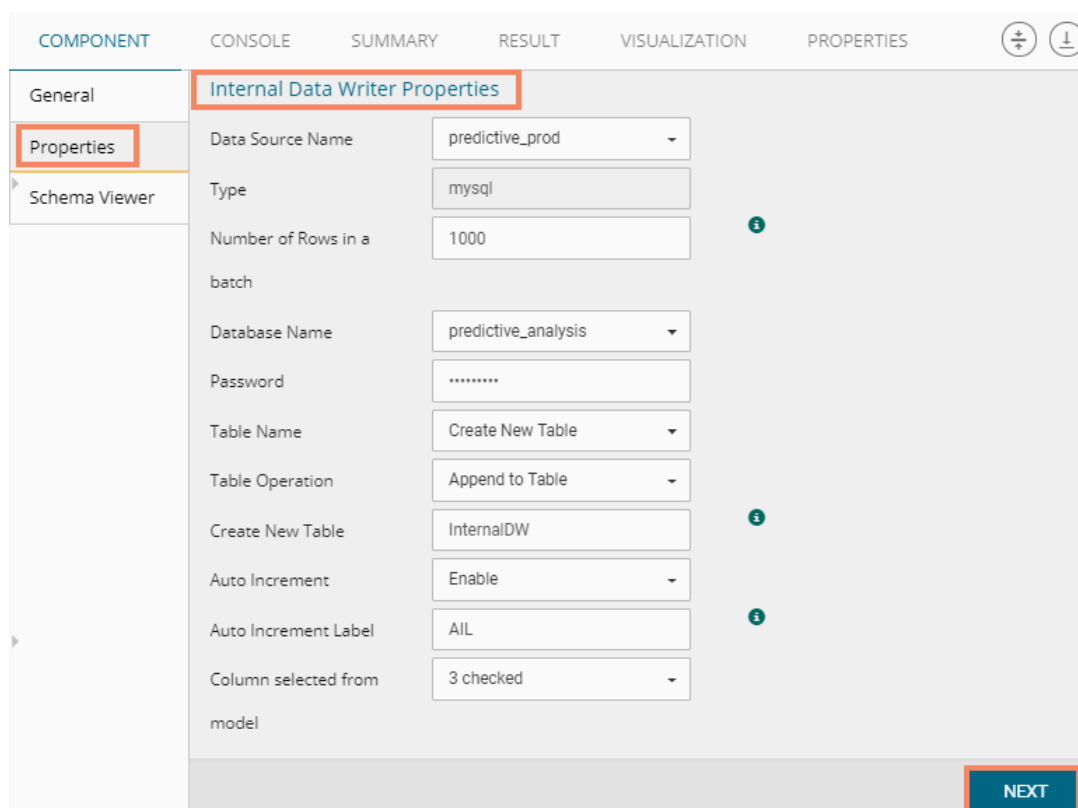 COMPONENT CONSOLE SUMMARY RESULT VISUALIZATION PROPERTIES
General
Properties
Schema Viewer
Internal Data Writer Properties
Data Source Name predictive_prod
Type mysql
Number of Rows in a 1000
batch
Database Name predictive_analysis
Password •••••••••
Table Name Create New Table
Table Operation Append to Table
Create New Table InternalDW
Auto Increment Enable
Auto Increment Label AIL
Column selected from 3 checked
model
NEXT